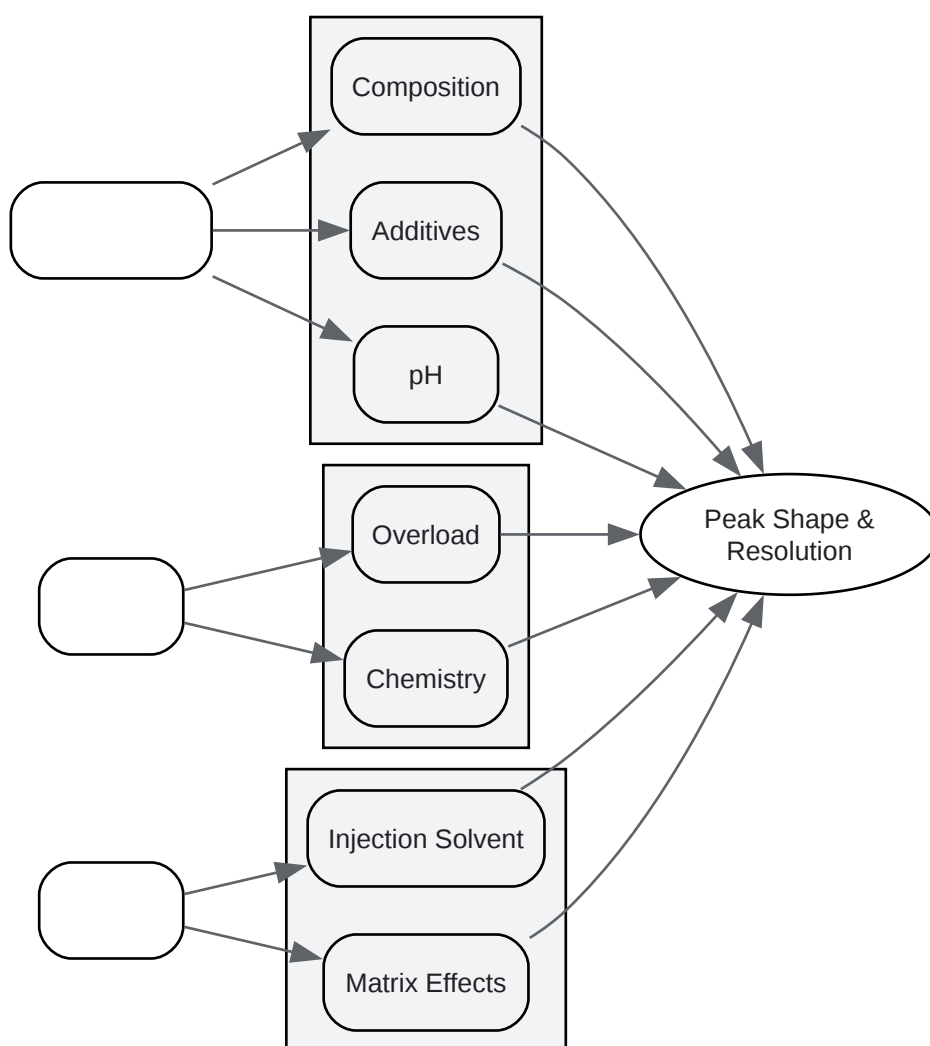 Composition
Additives
pH
Overload
Peak Shape &
Resolution
Chemistry
Injection Solvent
Matrix Effects